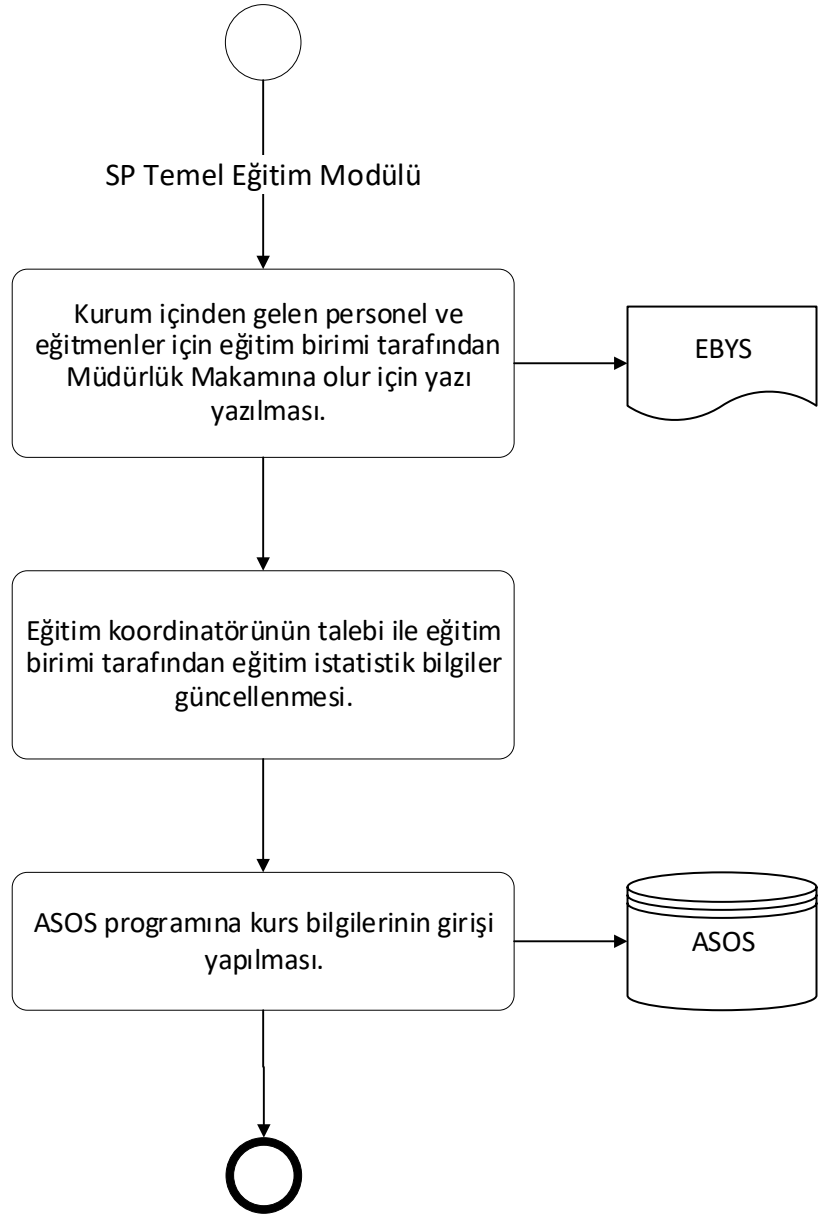 SP Temel Eğitim Modülü
Kurum içinden gelen personel ve
eğitmenler için eğitim birimi tarafından
Müdürlük Makamına olur için yazı
yazılması.
EBYS
Eğitim koordinatörünün talebi ile eğitim
birimi tarafından eğitim istatistik bilgiler
güncellenmesi.
ASOS programına kurs bilgilerinin girişi
yapılması.
ASOS